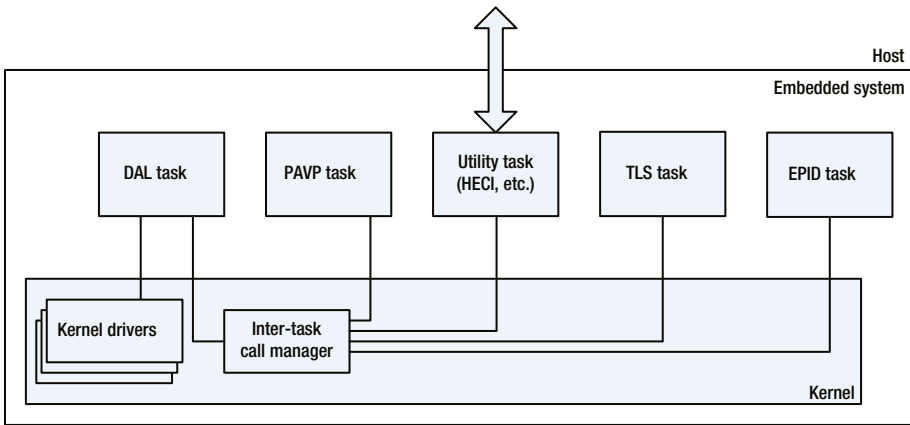 Host
Embedded system
DAL task
PAVP task
Utility task
(HECI, etc.)
TLS task
EPID task
Kernel drivers
Inter-task
call manager
Kernel